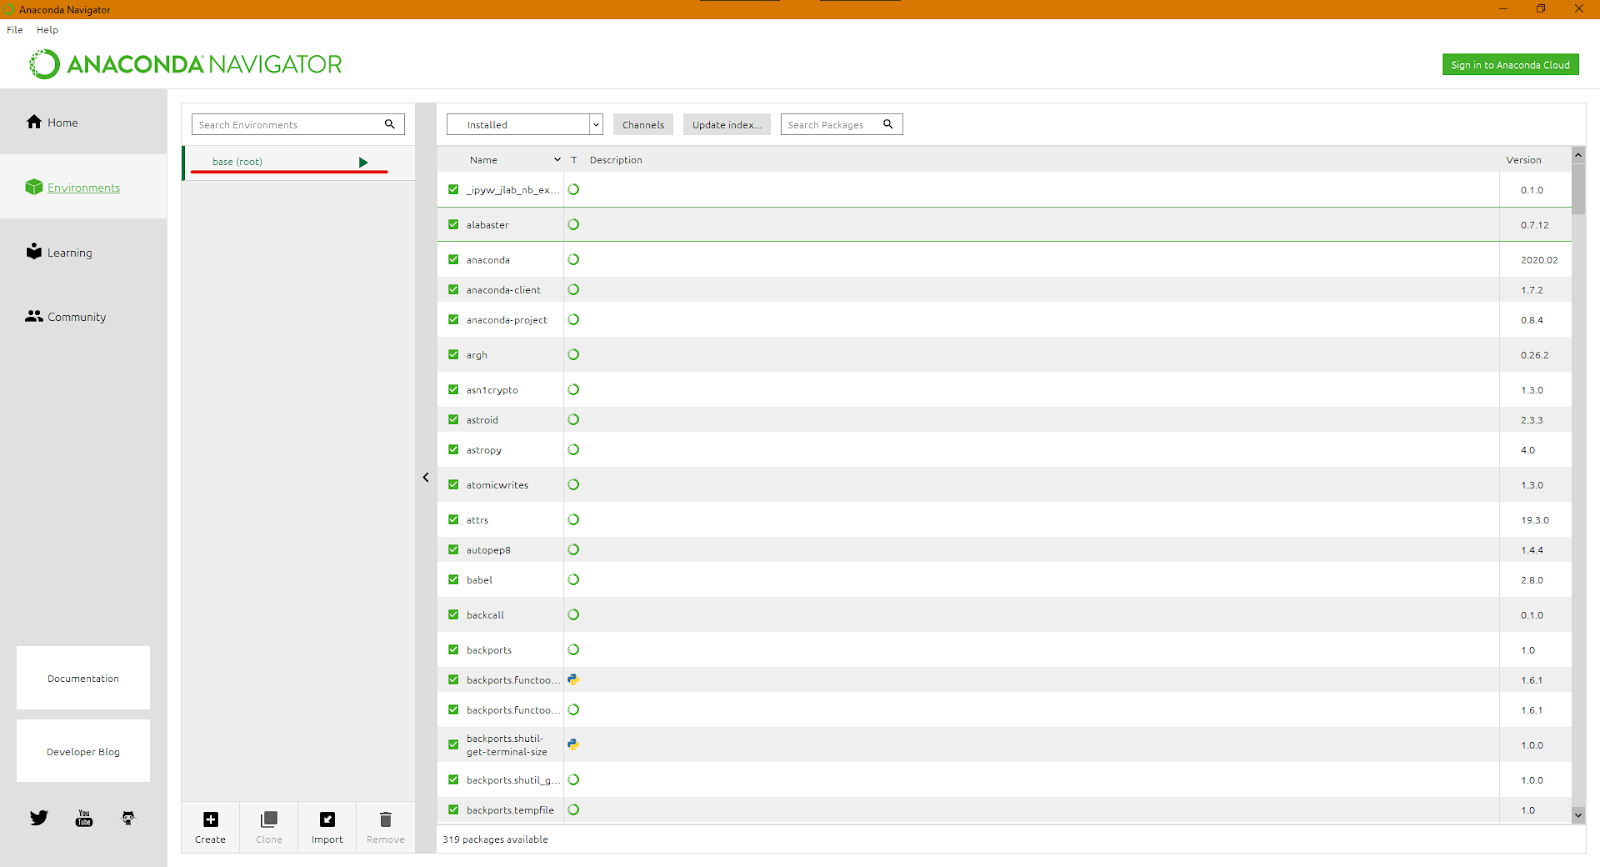 Anaconda Navigator
File Help
ANACONDA NAVIGATOR
Sign in to Anaconda Cloud
Home
Environments
Learning
Community
Documentation
Developer Blog
You
Tube
Search Environments
base (root)
Create Clone Import Remove
Installed Channels Update index... Search Packages
Name T Description Version
_ipyw_jlab_nb_ex... 0.1.0
alabaster 0.7.12
anaconda 2020.02
anaconda-client 1.7.2
anaconda-project 0.8.4
argh 0.26.2
asn1crypto 1.3.0
astroid 2.3.3
astropy 4.0
atomicwrites 1.3.0
attrs 19.3.0
autopep8 1.4.4
babel 2.8.0
backcall 0.1.0
backports 1.0
backports.functoo... 1.6.1
backports.functoo... 1.6.1
backports.shutil-
get-terminal-size 1.0.0
backports.shutil_g... 1.0.0
backports.tempfile 1.0
319 packages available